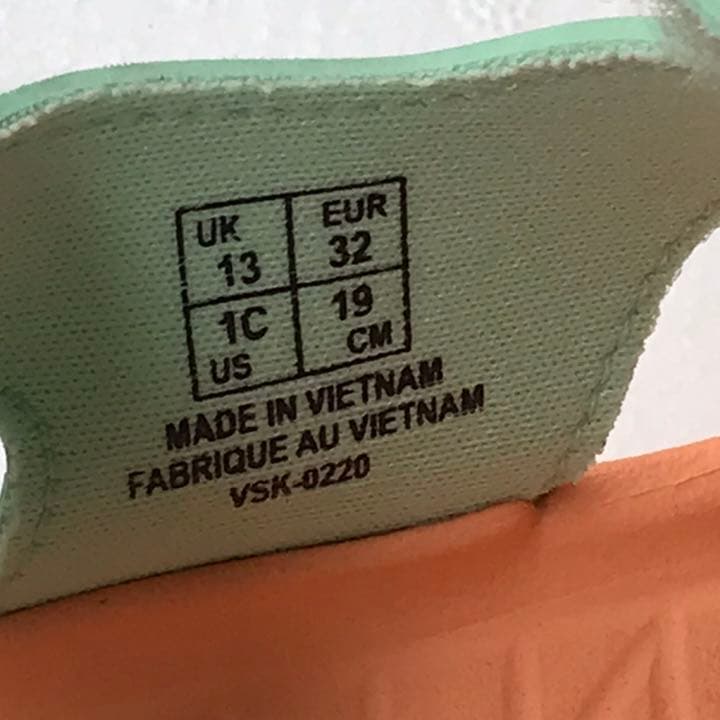 UK EUR
13 32
1C 19
US CM
MADE IN VIETNAM
FABRIQUE AU VIETNAM
VSK-0220